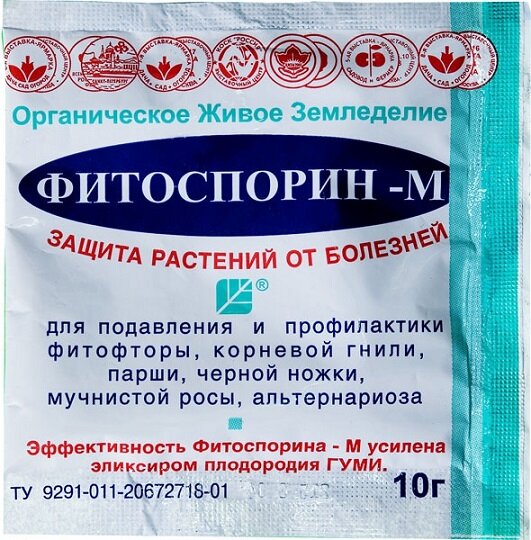 Органическое Живое Земледелие
ФИТОСПОРИН -М
ЗАЩИТА РАСТЕНИЙ ОТ БОЛЕЗНЕЙ
®
для подавления и профилактики
фитофторы, корневой гнили,
парши, черной ножки,
мучнистой росы, альтернариоза
Эффективность Фитоспорина - М усилена
эликсиром плодородия ГУМИ.
ТУ 9291-011-20672718-01
10г